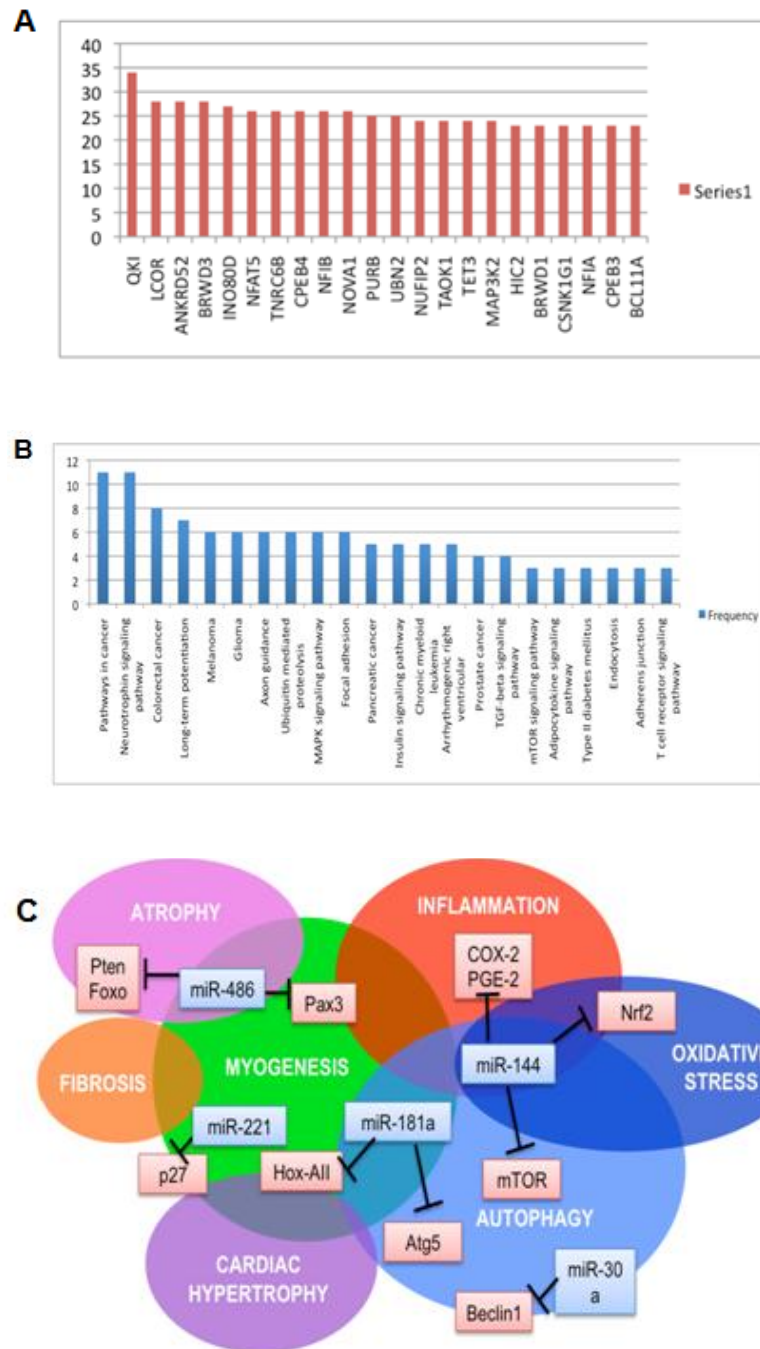 A
40
35
30
25
20
15
10
5
0
QKI
LCOR
ANKRD52
BRWD3
INO80D
NFAT5
TNRC6B
CPEB4
NFIB
NOVA1
PURB
UBN2
NUFIP2
TAOK1
TET3
MAP3K2
HIC2
BRWD1
CSNK1G1
NFIA
CPEB3
BCL11A
Series1
B
12
10
8
6
4
2
0
Pathways in cancer
Neurotrophin signaling
pathway
Colorectal cancer
Long-term potentiation
Melanoma
Glioma
Axon guidance
Ubiquitin mediated
proteolysis
MAPK signaling pathway
Focal adhesion
Pancreatic cancer
Insulin signaling pathway
Chronic myeloid
leukemia
Arrhythmogenic right
ventricular
Prostate cancer
TGF-beta signaling
pathway
mTOR signaling pathway
Adipocytokine signaling
pathway
Type II diabetes mellitus
Endocytosis
Adherens junction
T cell receptor signaling
pathway
Frequency
C
ATROPHY
INFLAMMATION
Pten
Foxo
miR-486
Pax3
COX-2
PGE-2
Nrf2
FIBROSIS
MYOGENESIS
miR-144
OXIDATIVE
STRESS
miR-221
miR-181a
p27
Hox-AII
mTOR
Atg5
AUTOPHAGY
CARDIAC
HYPERTROPHY
Beclin1
miR-30
a